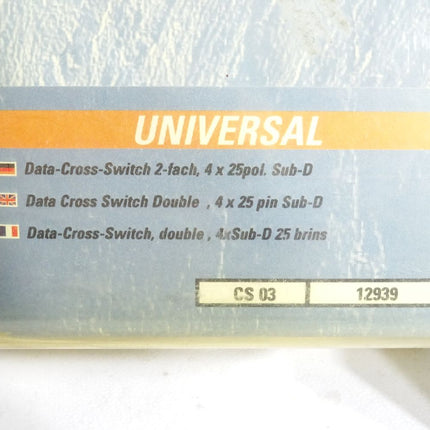 UNIVERSAL
Data-Cross-Switch 2-fach, 4 x 25pol. Sub-D
Data Cross Switch Double , 4 x 25 pin Sub-D
Data-Cross-Switch, double , 4xSub-D 25 brins
CS 03 12939